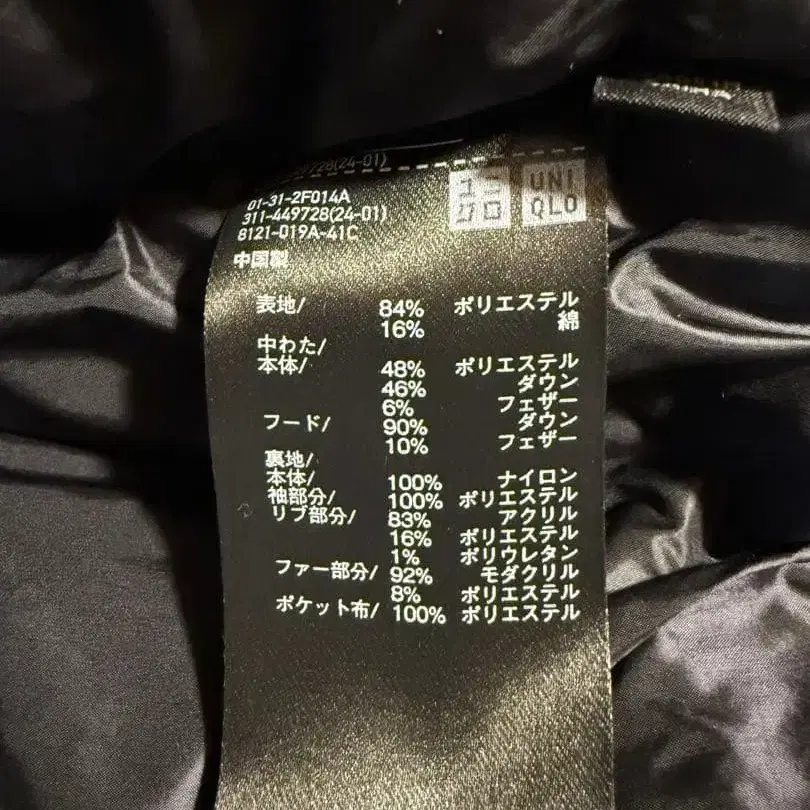 9728(24-01)
01-31-2F014A
311-449728(24-01)
8121-019A-41C
中国製
ユニ
クロ
UNI
QLO
表地/ 84% ポリエステル
16% 綿
中わた/
本体/ 48% ポリエステル
46% ダウン
6% フェザー
フード/ 90% ダウン
10% フェザー
裏地/
本体/ 100% ナイロン
袖部分/ 100% ポリエステル
リブ部分/ 83% アクリル
16% ポリエステル
1% ポリウレタン
ファー部分/ 92% モダクリル
8% ポリエステル
ポケット布/ 100% ポリエステル